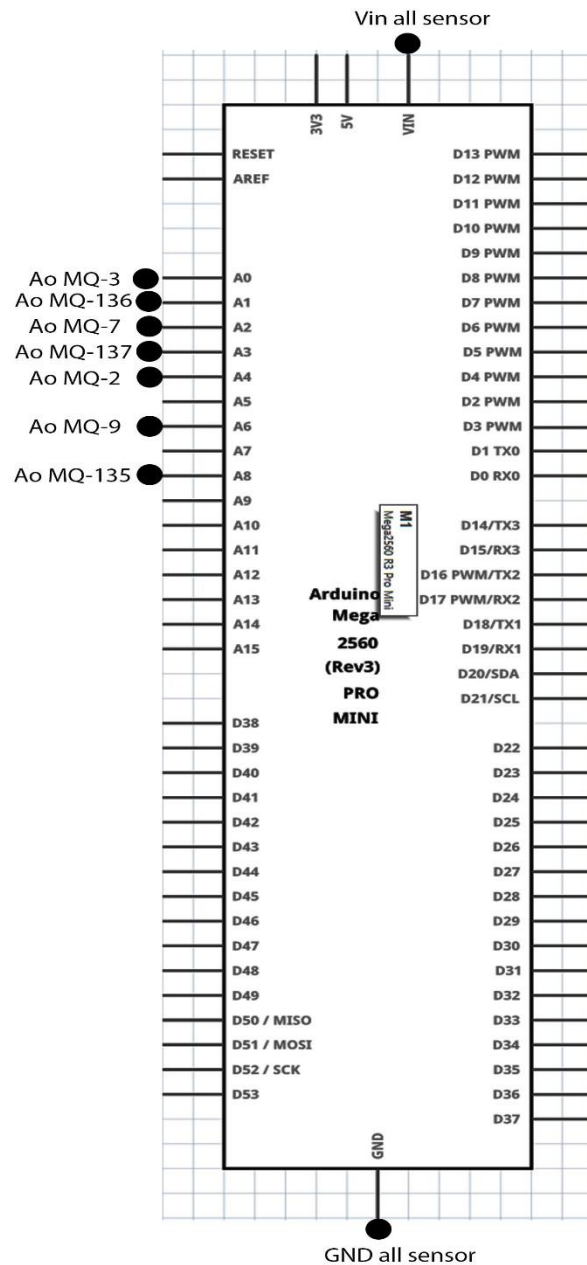 Vin all sensor
3V3 5V VIN
RESET D13 PWM
AREF D12 PWM
D11 PWM
D10 PWM
D9 PWM
Ao MQ-3 A0 D8 PWM
Ao MQ-136 A1 D7 PWM
Ao MQ-7 A2 D6 PWM
Ao MQ-137 A3 D5 PWM
Ao MQ-2 A4 D4 PWM
A5 D2 PWM
Ao MQ-9 A6 D3 PWM
A7 D1 TX0
Ao MQ-135 A8 D0 RX0
A9
A10 D14/TX3
A11 D15/RX3
A12 D16 PWM/TX2
A13 D17 PWM/RX2
A14 D18/TX1
A15 D19/RX1
D20/SDA
D21/SCL
M1
Mega2560 R3 Pro Mini
Arduino
Mega
2560
(Rev3)
PRO
MINI
D38
D39 D22
D40 D23
D41 D24
D42 D25
D43 D26
D44 D27
D45 D28
D46 D29
D47 D30
D48 D31
D49 D32
D50 / MISO D33
D51 / MOSI D34
D52 / SCK D35
D53 D36
D37
GND
GND all sensor